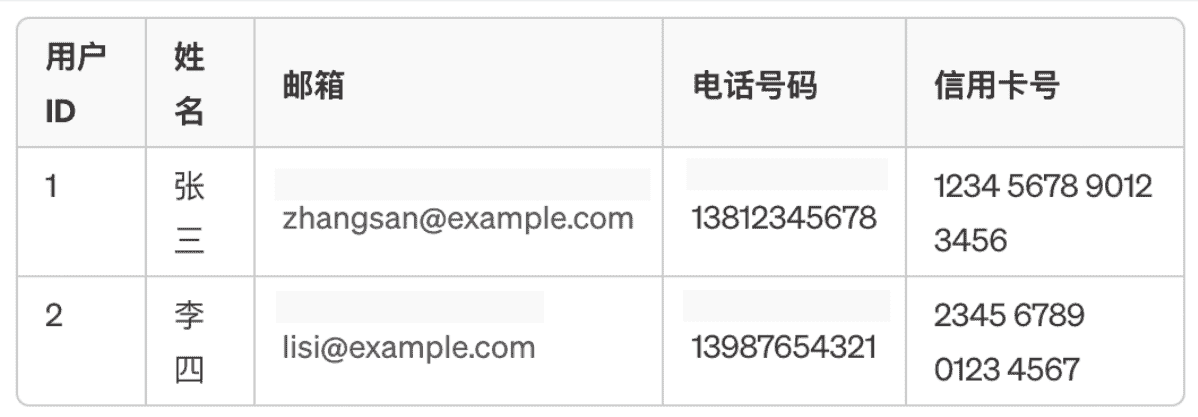 用户
ID
姓
名
邮箱
电话号码
信用卡号
1
张
三
zhangsan@example.com
13812345678
1234 5678 9012
3456
2
李
四
lisi@example.com
13987654321
2345 6789
0123 4567